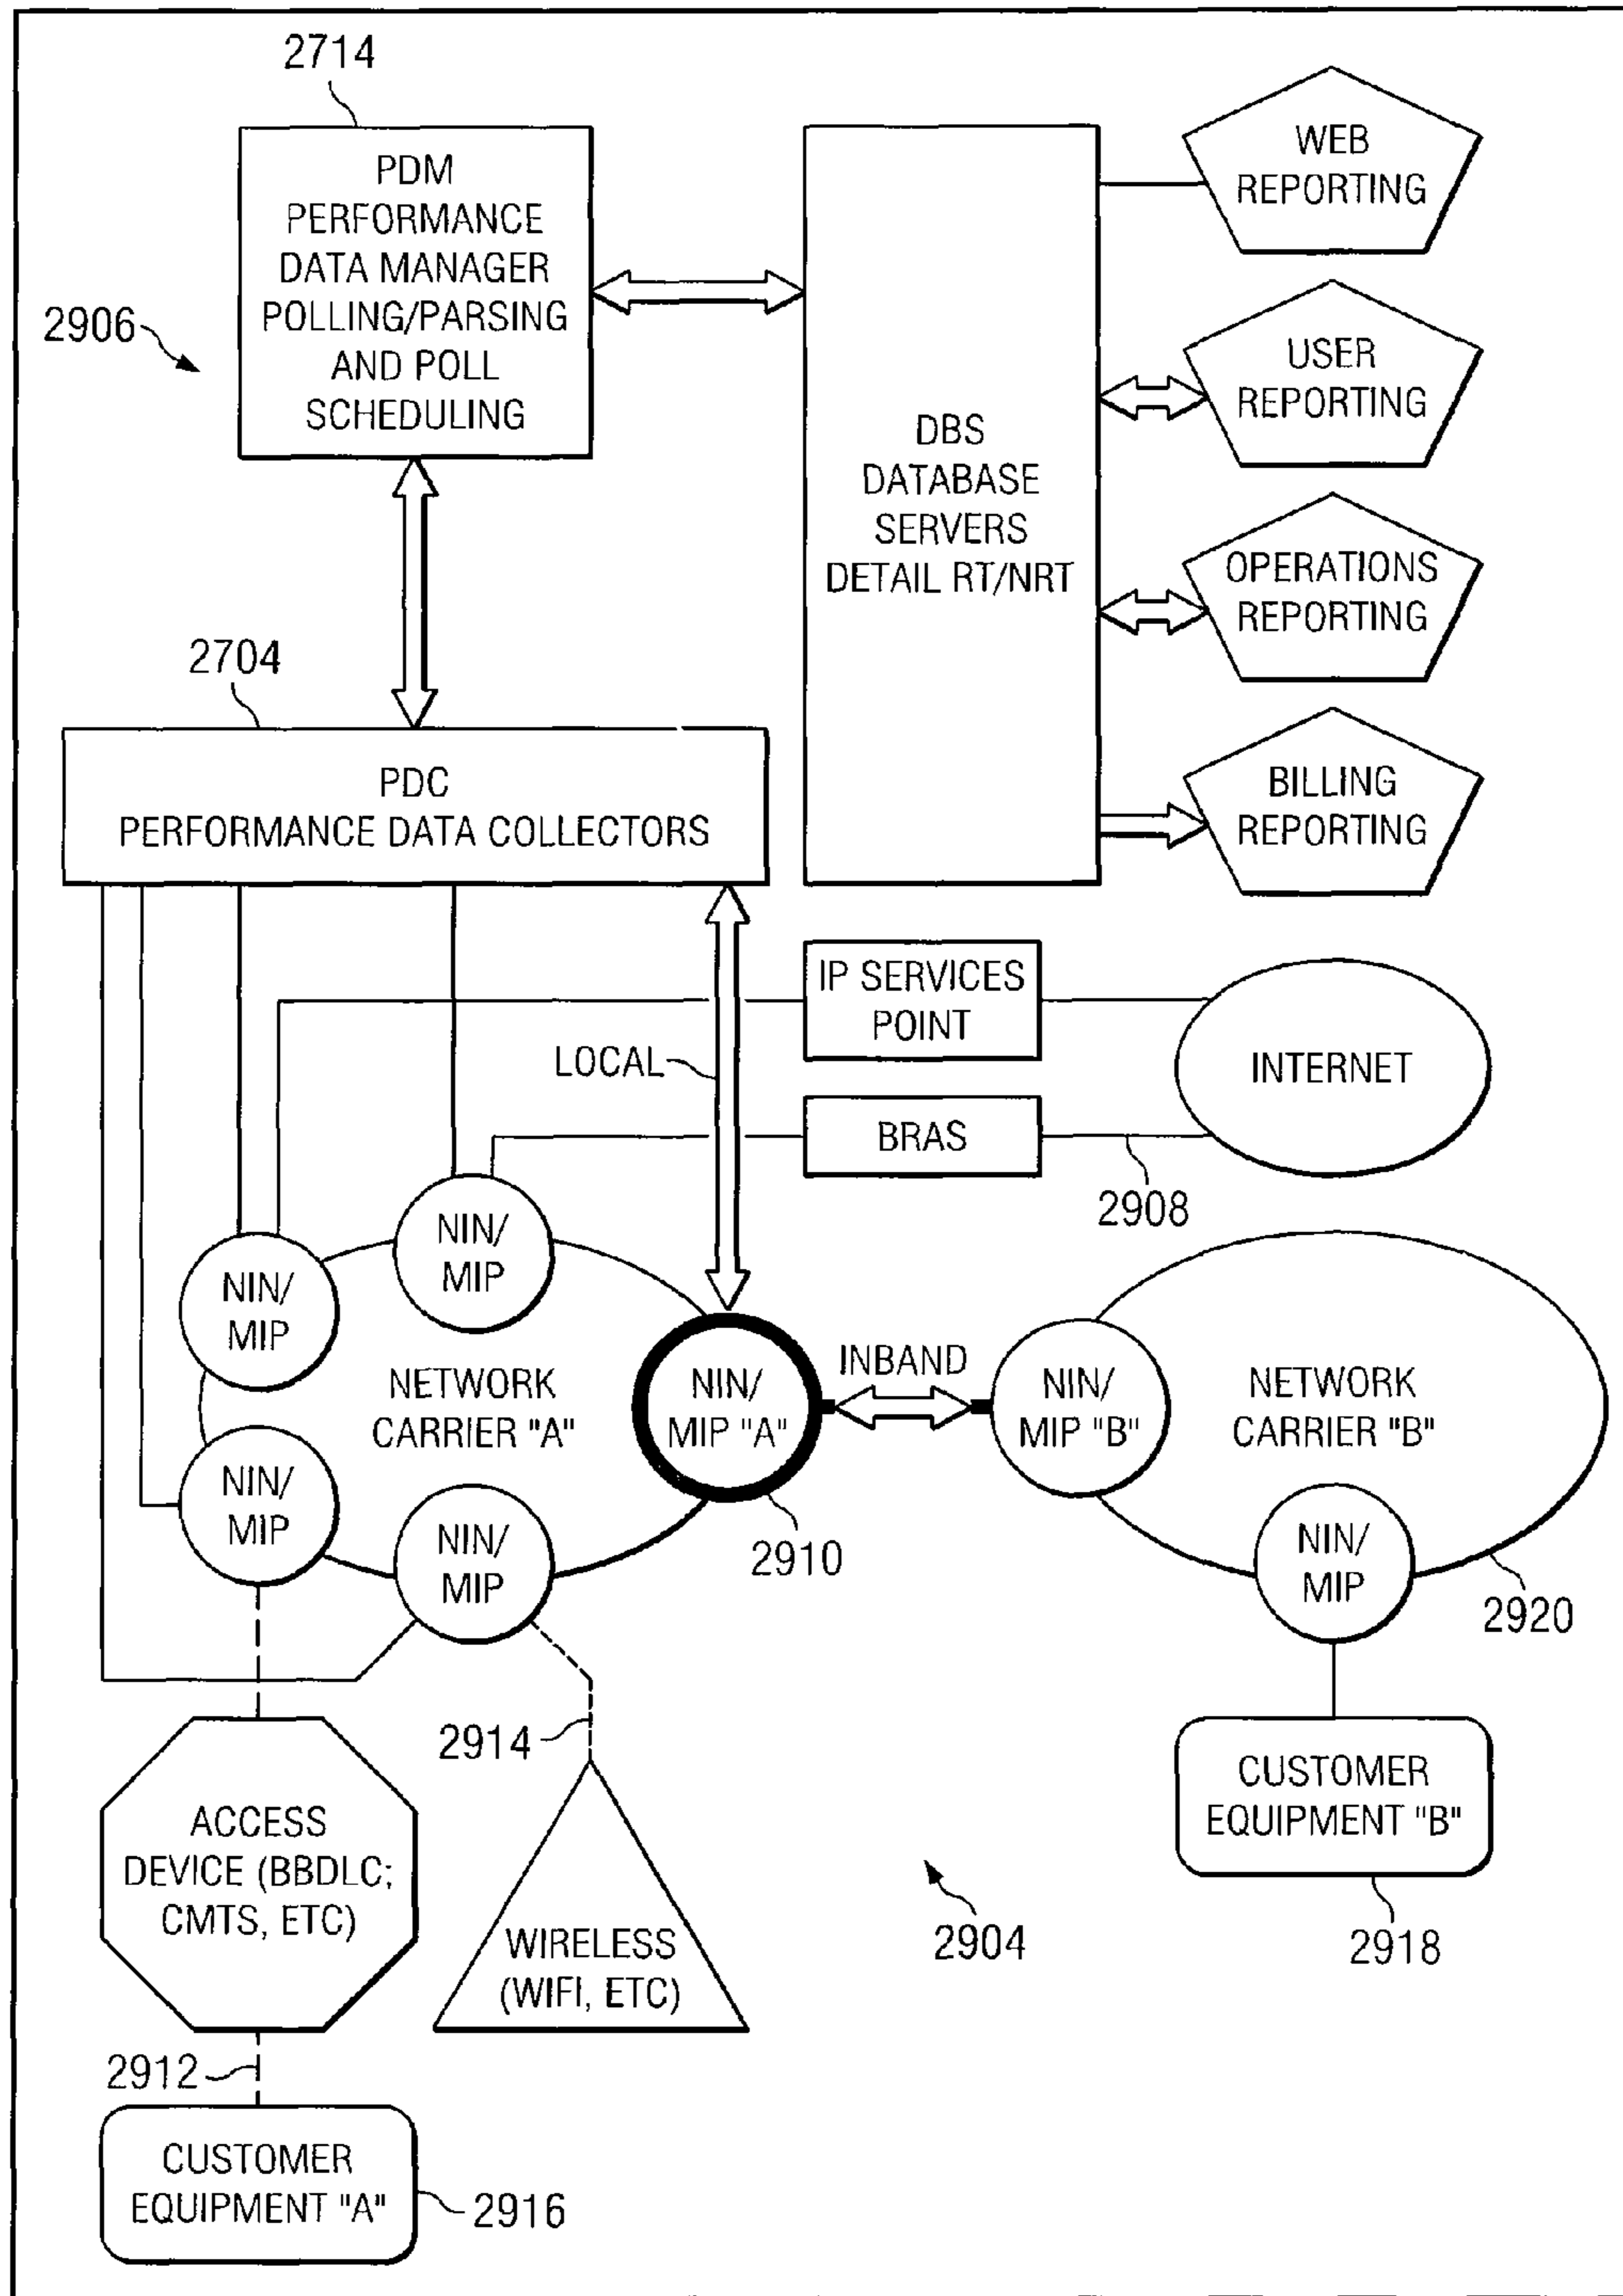 2714
PDM
PERFORMANCE
DATA MANAGER
POLLING/PARSING
AND POLL
SCHEDULING
2906
DBS
DATABASE
SERVERS
DETAIL RT/NRT
WEB
REPORTING
USER
REPORTING
OPERATIONS
REPORTING
BILLING
REPORTING
2704
PDC
PERFORMANCE DATA COLLECTORS
IP SERVICES
POINT
LOCAL
INTERNET
BRAS
2908
NIN/
MIP
NIN/
MIP
NETWORK
CARRIER "A"
NIN/
MIP "A"
INBAND
NIN/
MIP "B"
NETWORK
CARRIER "B"
NIN/
MIP
NIN/
MIP
2910
NIN/
MIP
2920
2914
ACCESS
DEVICE (BBDLC;
CMTS, ETC)
WIRELESS
(WIFI, ETC)
2904
CUSTOMER
EQUIPMENT "B"
2918
2912
CUSTOMER
EQUIPMENT "A"
2916